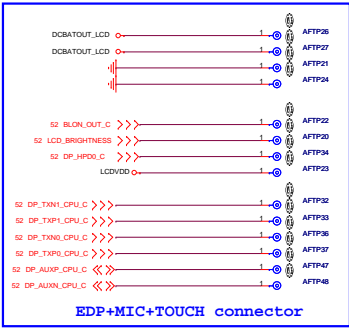 DCBATOUT_LCD 1 AFTP26
DCBATOUT_LCD 1 AFTP27
1 AFTP21
1 AFTP24
52 BLON_OUT_C 1 AFTP22
52 LCD_BRIGHTNESS 1 AFTP20
52 DP_HPD0_C 1 AFTP34
LCDVDD 1 AFTP23
52 DP_TXN1_CPU_C 1 AFTP32
52 DP_TXP1_CPU_C 1 AFTP33
52 DP_TXN0_CPU_C 1 AFTP36
52 DP_TXP0_CPU_C 1 AFTP37
52 DP_AUXP_CPU_C 1 AFTP47
52 DP_AUXN_CPU_C 1 AFTP48
EDP+MIC+TOUCH connector